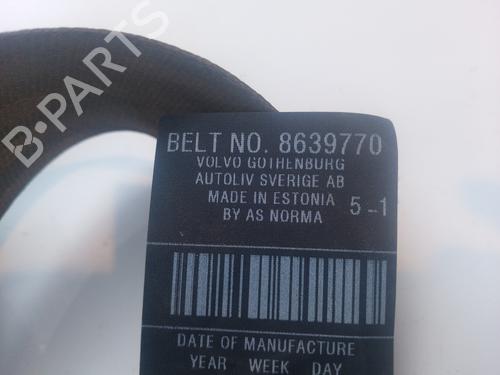 B-PARTS
BELT NO. 8639770
VOLVO GOTHENBURG
AUTOLIV SVERIGE AB
MADE IN ESTONIA 5-1
BY AS NORMA
DATE OF MANUFACTURE
YEAR WEEK DAY